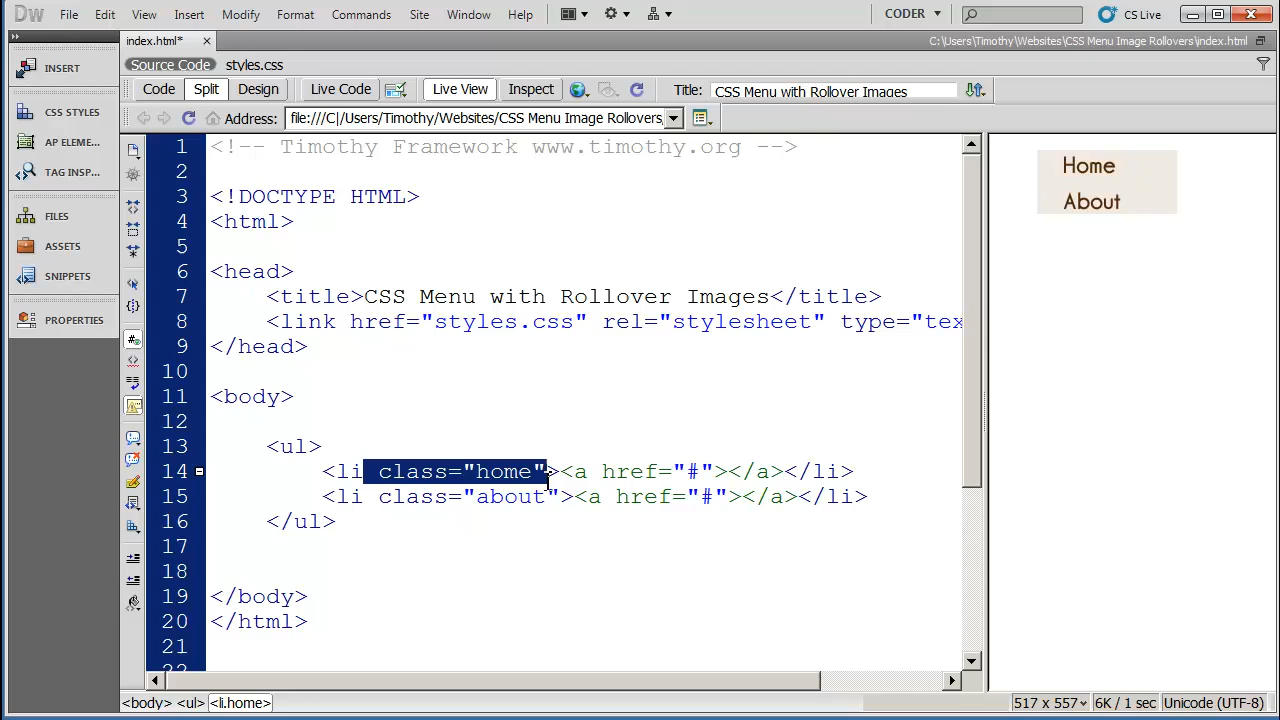 Dw File Edit View Insert Modify Format Commands Site Window Help CODER CS Live
index.html* C:\Users\Timothy\Websites\CSS Menu Image Rollovers\index.html
Source Code styles.css
Code Split Design Live Code Live View Inspect Title: CSS Menu with Rollover Images
Address: file:///C|/Users/Timothy/Websites/CSS Menu Image Rollovers,
INSERT
CSS STYLES
AP ELEME...
TAG INSP...
FILES
ASSETS
SNIPPETS
PROPERTIES
1 <!-- Timothy Framework www.timothy.org -->
2
3 <!DOCTYPE HTML>
4 <html>
5
6 <head>
7 <title>CSS Menu with Rollover Images</title>
8 <link href="styles.css" rel="stylesheet" type="tex
9 </head>
10
11 <body>
12
13 <ul>
14 <li class="home"><a href="#"></a></li>
15 <li class="about"><a href="#"></a></li>
16 </ul>
17
18
19 </body>
20 </html>
21
22
Home
About
<body> <ul> <li.home> 517 x 557 6K / 1 sec Unicode (UTF-8)